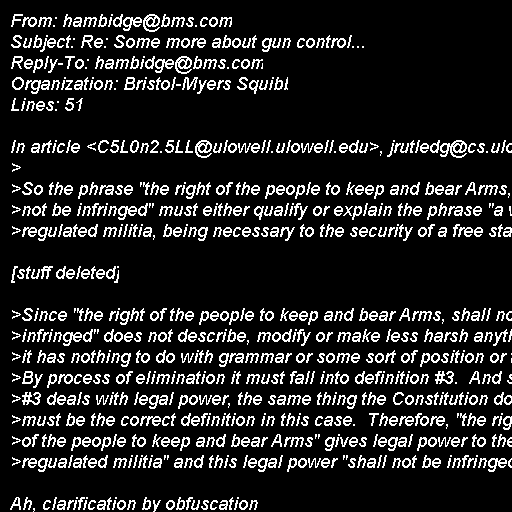 From: hambidge@bms.com
Subject: Re: Some more about gun control...
Reply-To: hambidge@bms.com
Organization: Bristol-Myers Squibb
Lines: 51
In article <C5L0n2.5LL@ulowell.ulowell.edu>, jrutledg@cs.ulo
>
>So the phrase "the right of the people to keep and bear Arms,
>not be infringed" must either qualify or explain the phrase "a
>regulated militia, being necessary to the security of a free sta
[stuff deleted]
>Since "the right of the people to keep and bear Arms, shall no
>infringed" does not describe, modify or make less harsh anyth
>it has nothing to do with grammar or some sort of position or
>By process of elimination it must fall into definition #3.  And s
>#3 deals with legal power, the same thing the Constitution do
>must be the correct definition in this case.  Therefore, "the rig
>of the people to keep and bear Arms" gives legal power to the
>regualated militia" and this legal power "shall not be infringed
Ah, clarification by obfuscation